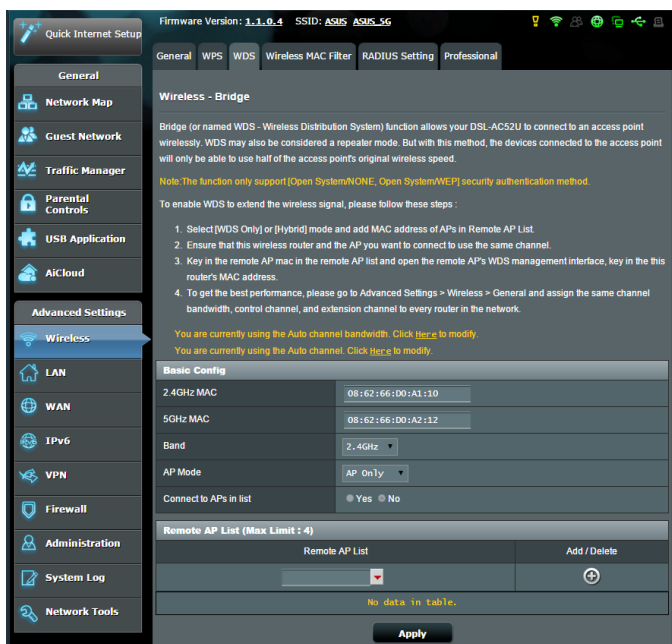 Quick Internet Setup
General
Network Map
Guest Network
Traffic Manager
Parental
Controls
USB Application
AiCloud
Advanced Settings
Wireless
LAN
WAN
IPv6
VPN
Firewall
Administration
System Log
Network Tools
Firmware Version: 1.1.0.4 SSID: ASUS ASUS_5G
General WPS WDS Wireless MAC Filter RADIUS Setting Professional
Wireless - Bridge
Bridge (or named WDS - Wireless Distribution System) function allows your DSL-AC52U to connect to an access point
wirelessly. WDS may also be considered a repeater mode. But with this method, the devices connected to the access point
will only be able to use half of the access point's original wireless speed.
Note:The function only support [Open System/NONE, Open System/WEP] security authentication method.
To enable WDS to extend the wireless signal, please follow these steps :
1. Select [WDS Only] or [Hybrid] mode and add MAC address of APs in Remote AP List.
2. Ensure that this wireless router and the AP you want to connect to use the same channel.
3. Key in the remote AP mac in the remote AP list and open the remote AP's WDS management interface, key in the this
router's MAC address.
4. To get the best performance, please go to Advanced Settings > Wireless > General and assign the same channel
bandwidth, control channel, and extension channel to every router in the network.
You are currently using the Auto channel bandwidth. Click Here to modify.
You are currently using the Auto channel. Click Here to modify.
Basic Config
2.4GHz MAC 08:62:66:D0:A1:10
5GHz MAC 08:62:66:D0:A2:12
Band 2.4GHz
AP Mode AP Only
Connect to APs in list Yes No
Remote AP List (Max Limit : 4)
Remote AP List Add / Delete
No data in table.
Apply